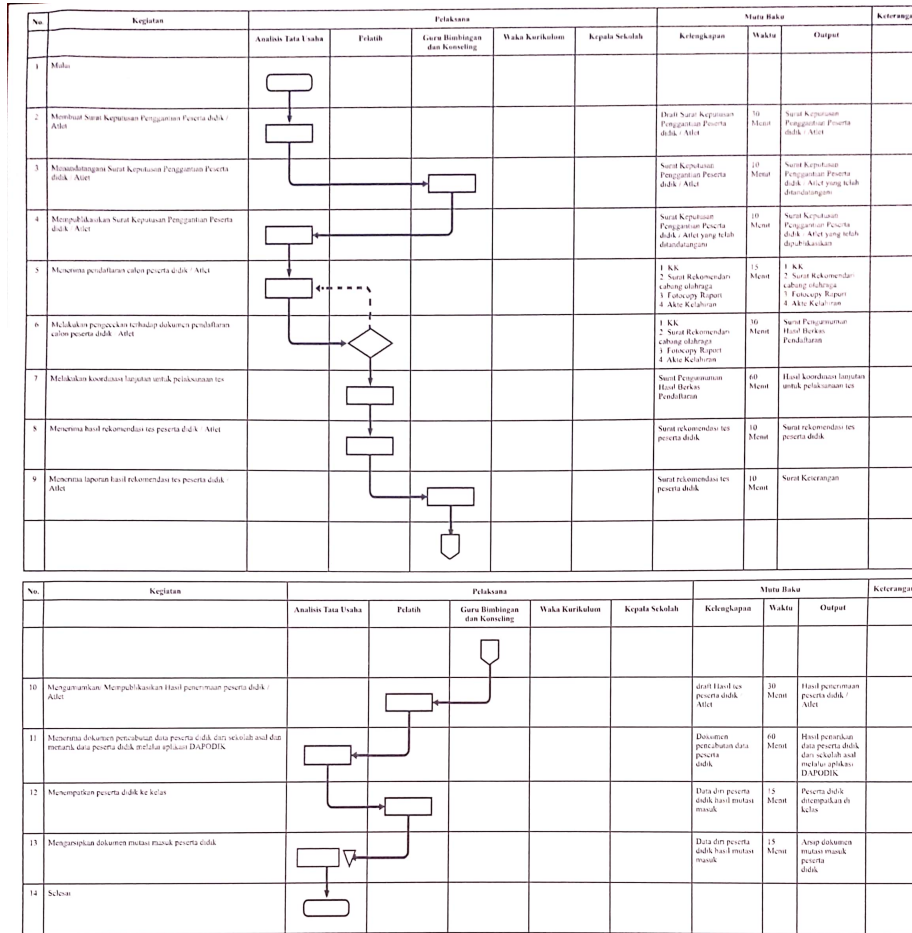 No Kegiatan Pelaksana Mutu Baku Keterangan
Analisis Tata Usaha Pelatih Guru Bimbingan dan Konseling Waka Kurikulum Kepala Sekolah Kelengkapan Waktu Output
1 Mulai
2 Membuat Surat Keputusan Penggantian Peserta didik /
Atlet
Draft Surat Keputusan
Penggantian Peserta
didik / Atlet
30
Menit
Surat Keputusan
Penggantian Peserta
didik / Atlet
3 Menandatangani Surat Keputusan Penggantian Peserta
didik / Atlet
Surat Keputusan
Penggantian Peserta
didik / Atlet
10
Menit
Surat Keputusan
Penggantian Peserta
didik / Atlet yang telah
ditandatangani
4 Mempublikasikan Surat Keputusan Penggantian Peserta
didik / Atlet
Surat Keputusan
Penggantian Peserta
didik / Atlet yang telah
ditandatangani
10
Menit
Surat Keputusan
Penggantian Peserta
didik / Atlet yang telah
dipublikasikan
5 Menerima pendaftaran calon peserta didik / Atlet
1. KK
2. Surat Rekomendari
cabang olahraga
3. Fotocopy Raport
4. Akte Kelahiran
15
Menit
1. KK
2. Surat Rekomendari
cabang olahraga
3. Fotocopy Raport
4. Akte Kelahiran
6 Melakukan pengecekan terhadap dokumen pendaftaran
calon peserta didik / Atlet
1. KK
2. Surat Rekomendari
cabang olahraga
3. Fotocopy Raport
4. Akte Kelahiran
30
Menit
Surat Pengumuman
Hasil Berkas
Pendaftaran
7 Melakukan koordinasi lanjutan untuk pelaksanaan tes
Surat Pengumuman
Hasil Berkas
Pendaftaran
60
Menit
Hasil koordinasi lanjutan
untuk pelaksanaan tes
8 Menerima hasil rekomendasi tes peserta didik / Atlet
Surat rekomendasi tes
peserta didik
10
Menit
Surat rekomendasi tes
peserta didik
9 Menerima laporan hasil rekomendasi tes peserta didik /
Atlet
Surat rekomendasi tes
peserta didik
10
Menit
Surat Keterangan
No. Kegiatan Pelaksana Mutu Baku
Analisis Tata Usaha Pelatih Guru Bimbingan dan Konseling Waka Kurikulum Kepala Sekolah Kelengkapan Waktu Output
10 Mengumumkan/ Mempublikasikan Hasil penerimaan peserta didik /
Atlet
draft Hasil tes
peserta didik
Atlet
30
Menit
Hasil penerimaan
peserta didik /
Atlet
11 Menerima dokumen pencabutan data peserta didik dari sekolah asal dan
menarik data peserta didik melalui aplikasi DAPODIK
Dokumen
pencabutan data
peserta
didik
60
Menit
Hasil penarikan
data peserta didik
dari sekolah asal
melalui aplikasi
DAPODIK
12 Menempatkan peserta didik ke kelas
Data diri peserta
didik hasil mutasi
masuk
15
Menit
Peserta didik
ditempatkan di
kelas
13 Mengarsipkan dokumen mutasi masuk peserta didik
Data diri peserta
didik hasil mutasi
masuk
15
Menit
Arsip dokumen
mutasi masuk
peserta
didik
14 Selesai